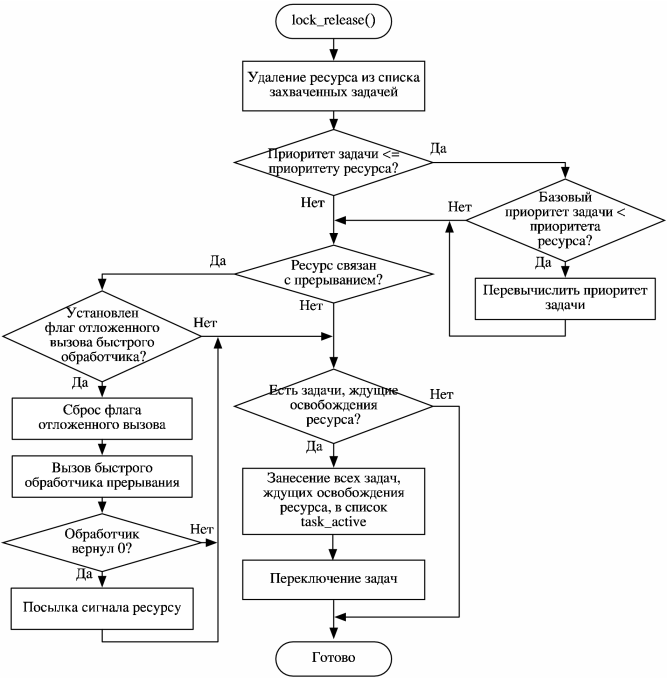 lock_release()
Удаление ресурса из списка
захваченных задачей
Приоритет задачи <=
приоритету ресурса?
Да
Нет
Базовый
приоритет задачи <
приоритета
ресурса?
Нет
Да
Перевычислить приоритет
задачи
Ресурс связан
с прерыванием?
Да
Нет
Установлен
флаг отложенного
вызова быстрого
обработчика?
Нет
Да
Сброс флага
отложенного вызова
Вызов быстрого
обработчика прерывания
Обработчик
вернул 0?
Нет
Да
Посылка сигнала ресурсу
Есть задачи, ждущие
освобождения
ресурса?
Нет
Да
Занесение всех задач,
ждущих освобождения
ресурса, в список
task_active
Переключение задач
Готово